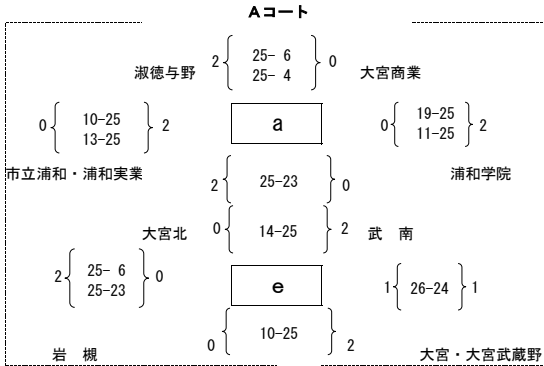 Aコート
淑徳与野 2 25- 6 0 大宮商業
25- 4
0 10-25 2 a 0 19-25 2
13-25 11-25
市立浦和・浦和実業 浦和学院
2 25-23 0
大宮北 0 14-25 2 武 南
2 25- 6 0 e 1 26-24 1
25-23
0 10-25 2
岩 槻 大宮・大宮武蔵野